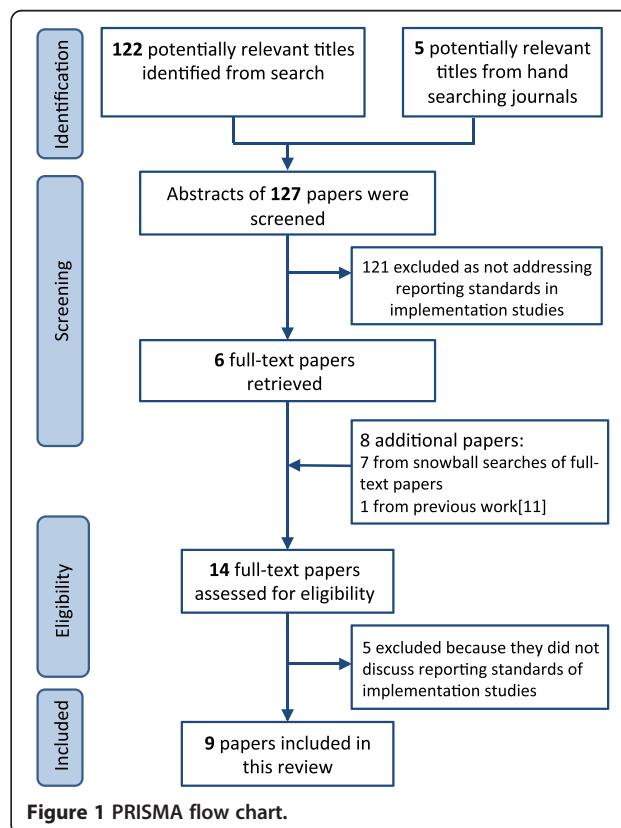 Identification
122 potentially relevant titles
identified from search
5 potentially relevant
titles from hand
searching journals
Screening
Abstracts of 127 papers were
screened
121 excluded as not addressing
reporting standards in
implementation studies
6 full-text papers
retrieved
8 additional papers:
7 from snowball searches of full-
text papers
1 from previous work[11]
Eligibility
14 full-text papers
assessed for eligibility
5 excluded because they did not
discuss reporting standards of
implementation studies
Included
9 papers included in
this review
Figure 1 PRISMA flow chart.